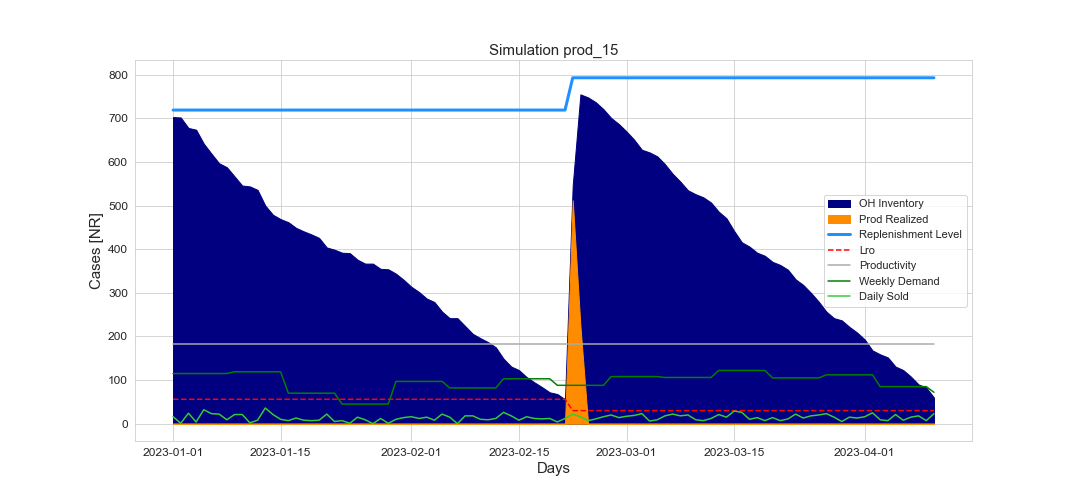 Simulation prod_15
800
700
600
500
400
300
200
100
0
Cases [NR]
OH Inventory
Prod Realized
Replenishment Level
Lro
Productivity
Weekly Demand
Daily Sold
2023-01-01 2023-01-15 2023-02-01 2023-02-15 2023-03-01 2023-03-15 2023-04-01
Days